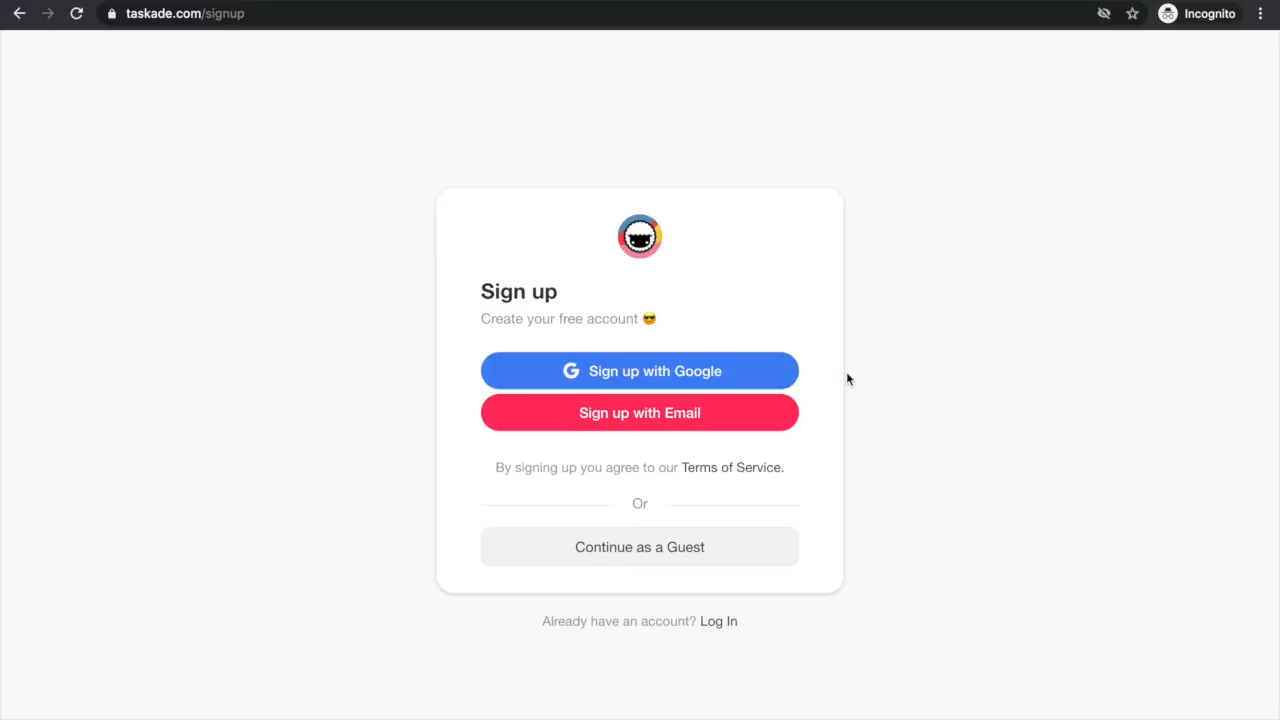 taskade.com/signup
Incognito
Sign up
Create your free account 😎
G Sign up with Google
Sign up with Email
By signing up you agree to our Terms of Service.
Or
Continue as a Guest
Already have an account? Log In